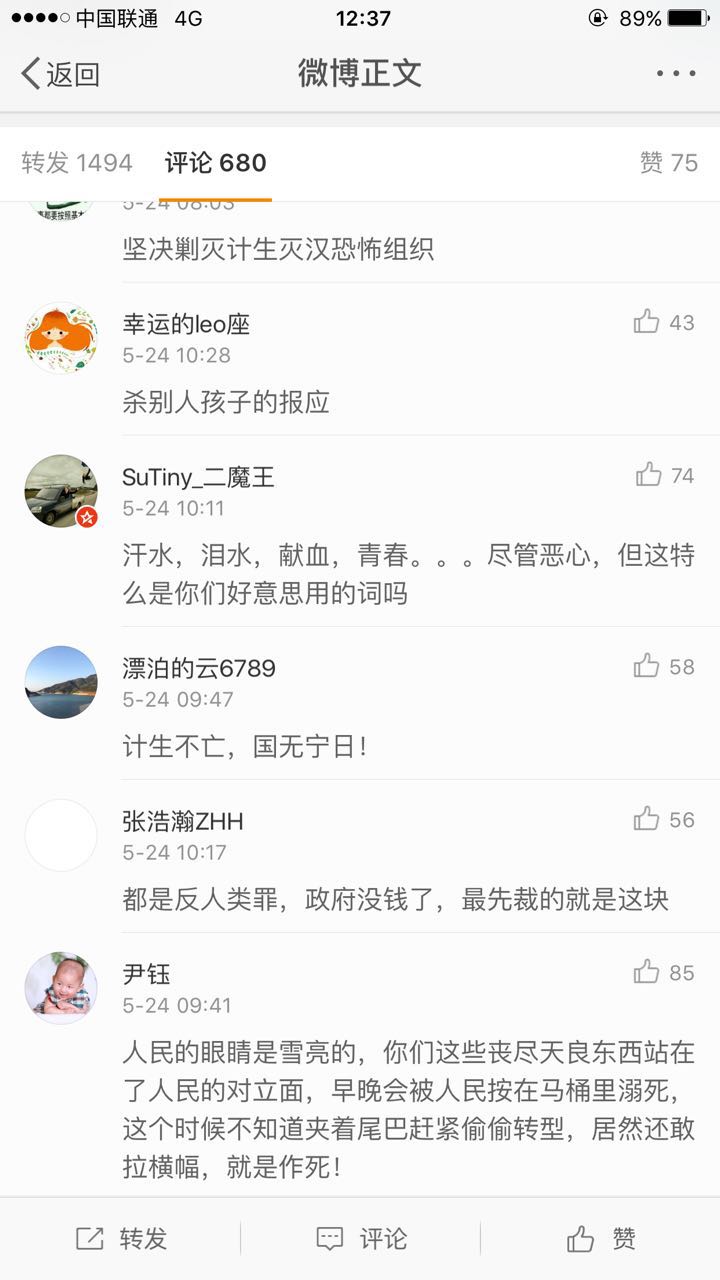 中国联通 4G 12:37 89%
返回 微博正文
转发 1494 评论 680 赞 75
5-24 08:03
坚决剿灭计生灭汉恐怖组织
幸运的leo座 43
5-24 10:28
杀别人孩子的报应
SuTiny_二魔王 74
5-24 10:11
汗水，泪水，献血，青春。。。尽管恶心，但这特
么是你们好意思用的词吗
漂泊的云6789 58
5-24 09:47
计生不亡，国无宁日！
张浩瀚ZHH 56
5-24 10:17
都是反人类罪，政府没钱了，最先裁的就是这块
尹钰 85
5-24 09:41
人民的眼睛是雪亮的，你们这些丧尽天良东西站在
了人民的对立面，早晚会被人民按在马桶里溺死，
这个时候不知道夹着尾巴赶紧偷偷转型，居然还敢
拉横幅，就是作死！
转发 评论 赞